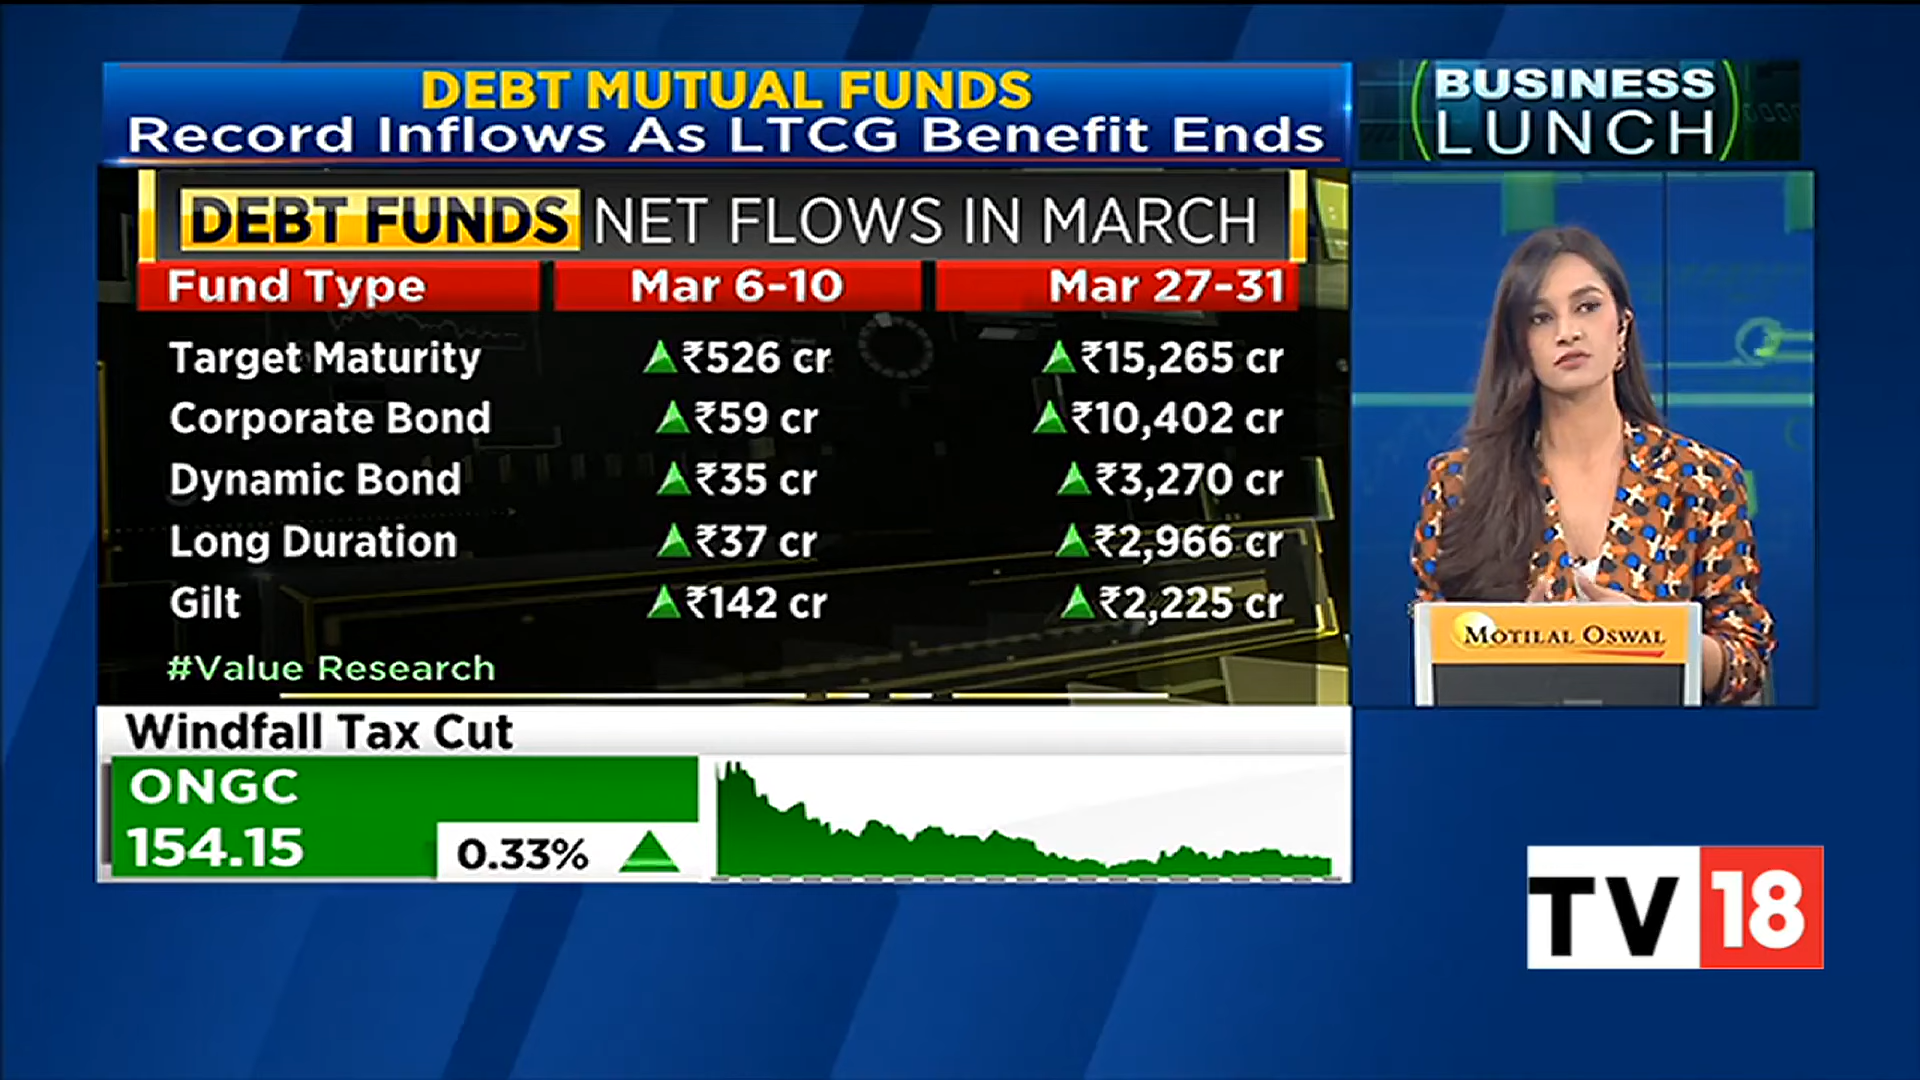 DEBT MUTUAL FUNDS
Record Inflows As LTCG Benefit Ends
BUSINESS
LUNCH
DEBT FUNDS NET FLOWS IN MARCH
Fund Type Mar 6-10 Mar 27-31
Target Maturity ▲₹526 cr ▲₹15,265 cr
Corporate Bond ▲₹59 cr ▲₹10,402 cr
Dynamic Bond ▲₹35 cr ▲₹3,270 cr
Long Duration ▲₹37 cr ▲₹2,966 cr
Gilt ▲₹142 cr ▲₹2,225 cr
#Value Research
MOTILAL OSWAL
Windfall Tax Cut
ONGC
154.15 0.33% ▲
TV18